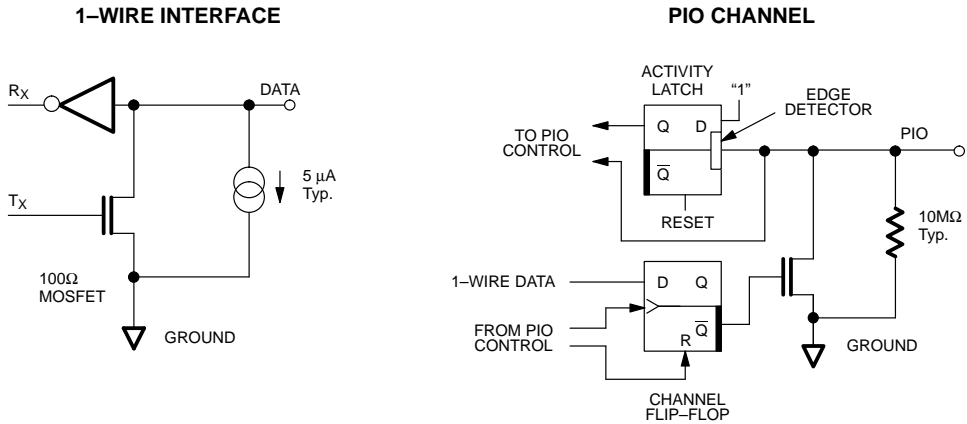 1–WIRE INTERFACE
RX
DATA
5 µA
Typ.
TX
100Ω
MOSFET
GROUND
PIO CHANNEL
ACTIVITY
LATCH
"1"
EDGE
DETECTOR
Q D
TO PIO
CONTROL
PIO
Q̅
RESET
10MΩ
Typ.
1–WIRE DATA
D Q
FROM PIO
CONTROL
Q̅
R
GROUND
CHANNEL
FLIP–FLOP